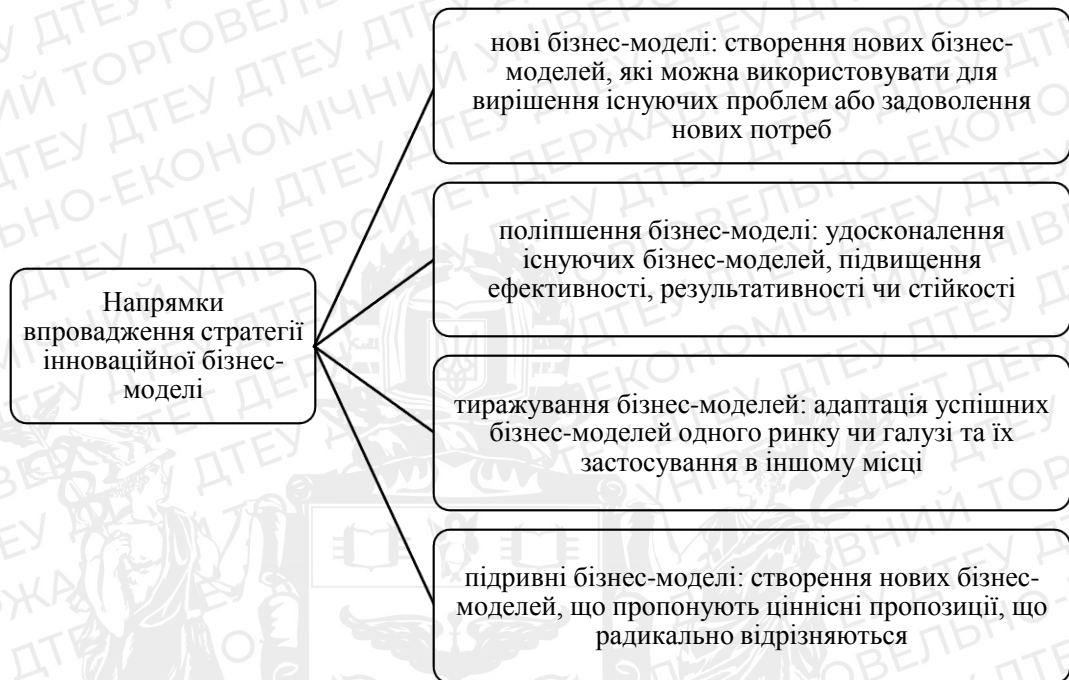 Напрямки
впровадження стратегії
інноваційної бізнес-
моделі
нові бізнес-моделі: створення нових бізнес-
моделей, які можна використовувати для
вирішення існуючих проблем або задоволення
нових потреб
поліпшення бізнес-моделі: удосконалення
існуючих бізнес-моделей, підвищення
ефективності, результативності чи стійкості
тиражування бізнес-моделей: адаптація успішних
бізнес-моделей одного ринку чи галузі та їх
застосування в іншому місці
підривні бізнес-моделі: створення нових бізнес-
моделей, що пропонують ціннісні пропозиції, що
радикально відрізняються